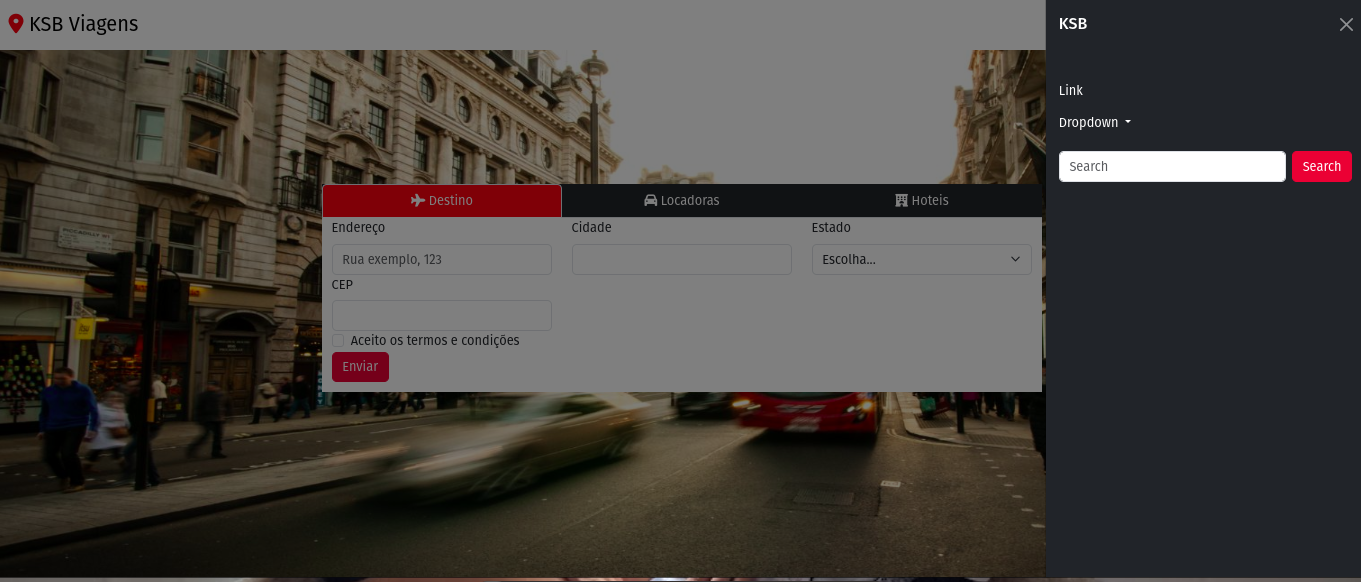 KSB Viagens
KSB
Link
Dropdown
Search Search
Destino Locadoras Hoteis
Endereço Cidade Estado
Rua exemplo, 123 Escolha...
CEP
Aceito os termos e condições
Enviar